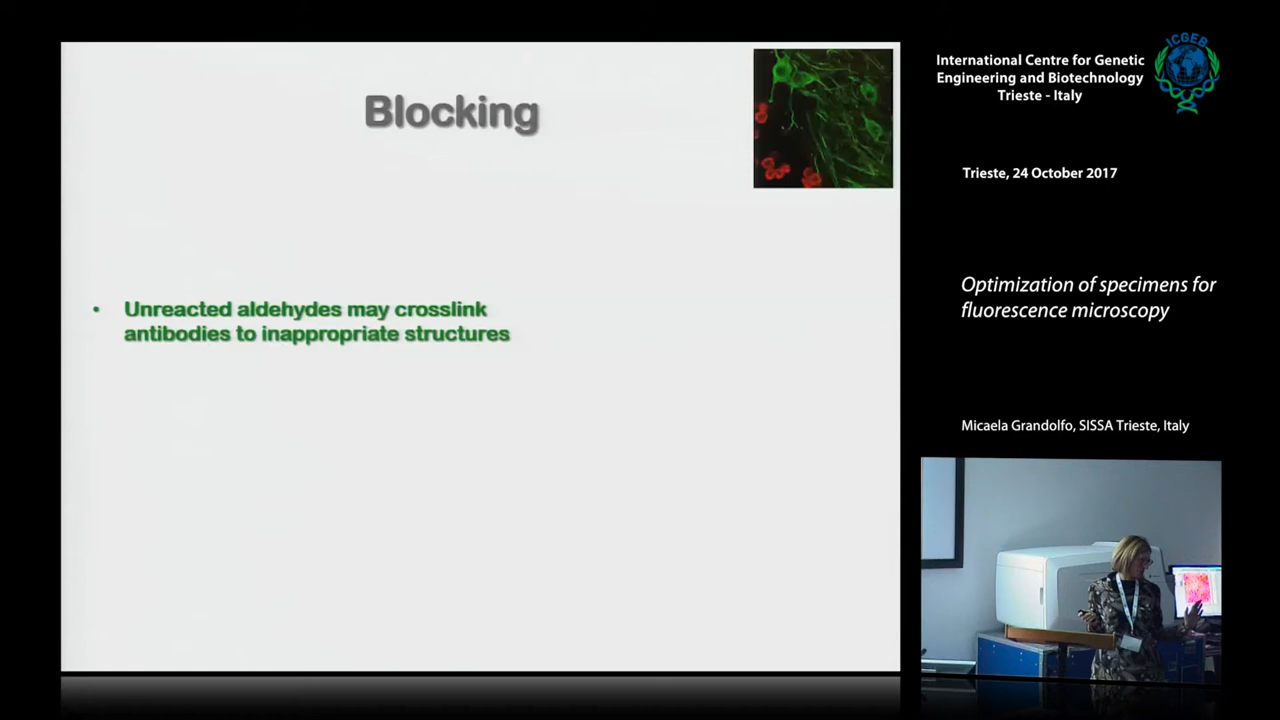 Blocking
• Unreacted aldehydes may crosslink
antibodies to inappropriate structures
International Centre for Genetic
Engineering and Biotechnology
Trieste - Italy
ICGEB
Trieste, 24 October 2017
Optimization of specimens for
fluorescence microscopy
Micaela Grandolfo, SISSA Trieste, Italy